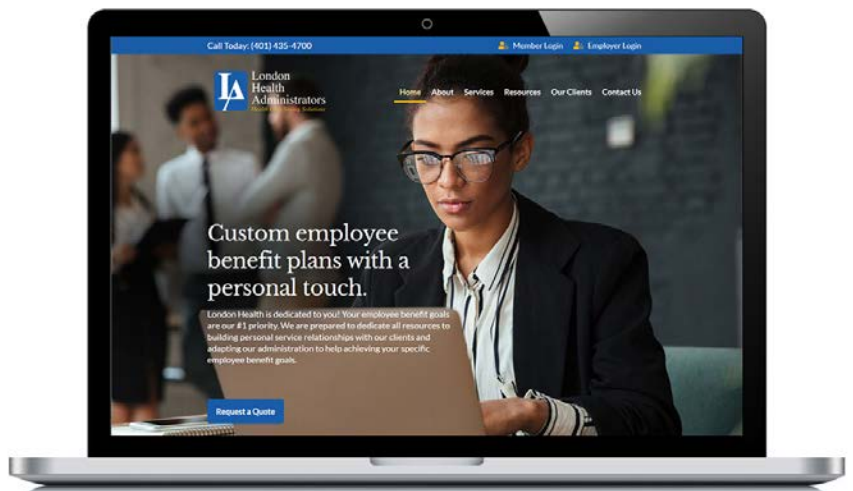 Call Today: (401) 435-4700
Member Login
Employer Login
LA
London
Health
Administrators
Home About Services Resources Our Clients Contact Us
Custom employee
benefit plans with a
personal touch.
London Health is dedicated to you! Your employee benefit goals
are our #1 priority. We are prepared to dedicate all resources to
building personal service relationships with our clients and
adapting our administration to help achieving your specific
employee benefit goals.
Request a Quote